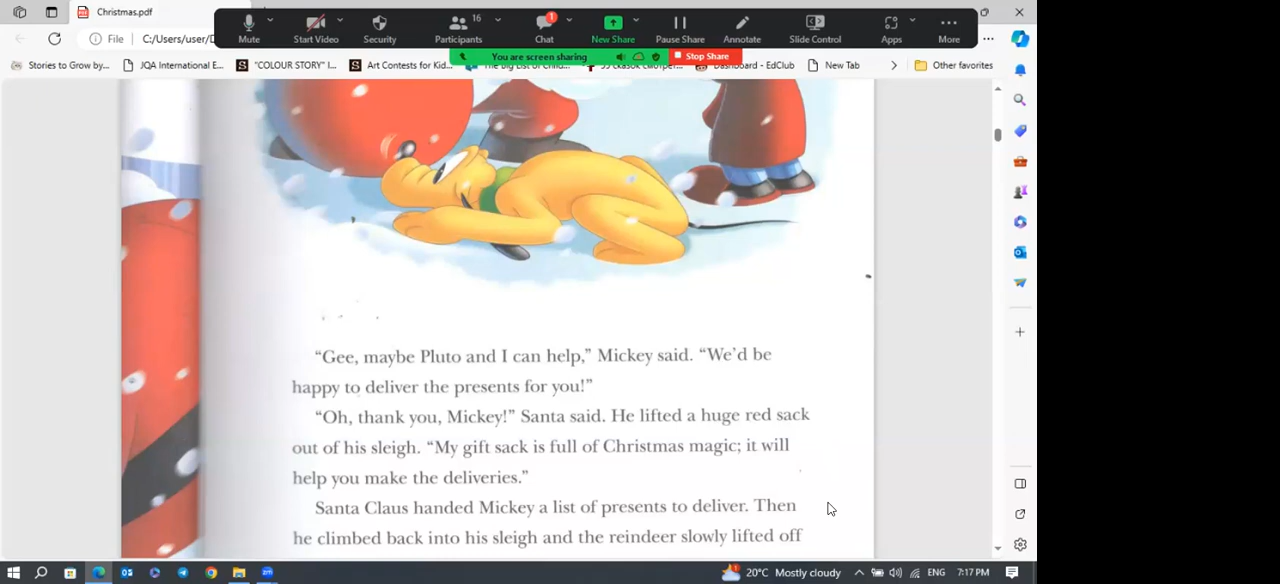 Christmas.pdf
Mute
Start Video
Security
16
Participants
1
Chat
New Share
Pause Share
Annotate
Slide Control
Apps
More
You are screen sharing
Stop Share
File
C:/Users/user/D
Stories to Grow by...
JQA International E...
"COLOUR STORY" I...
Art Contests for Kid...
Dashboard - EdClub
New Tab
Other favorites
“Gee, maybe Pluto and I can help,” Mickey said. “We’d be
happy to deliver the presents for you!”
“Oh, thank you, Mickey!” Santa said. He lifted a huge red sack
out of his sleigh. “My gift sack is full of Christmas magic; it will
help you make the deliveries.”
Santa Claus handed Mickey a list of presents to deliver. Then
he climbed back into his sleigh and the reindeer slowly lifted off
20°C Mostly cloudy
ENG
7:17 PM